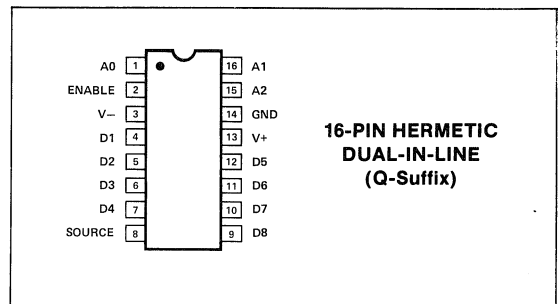 A0 1 16 A1
ENABLE 2 15 A2
V− 3 14 GND
D1 4 13 V+
D2 5 12 D5
D3 6 11 D6
D4 7 10 D7
SOURCE 8 9 D8
16-PIN HERMETIC
DUAL-IN-LINE
(Q-Suffix)